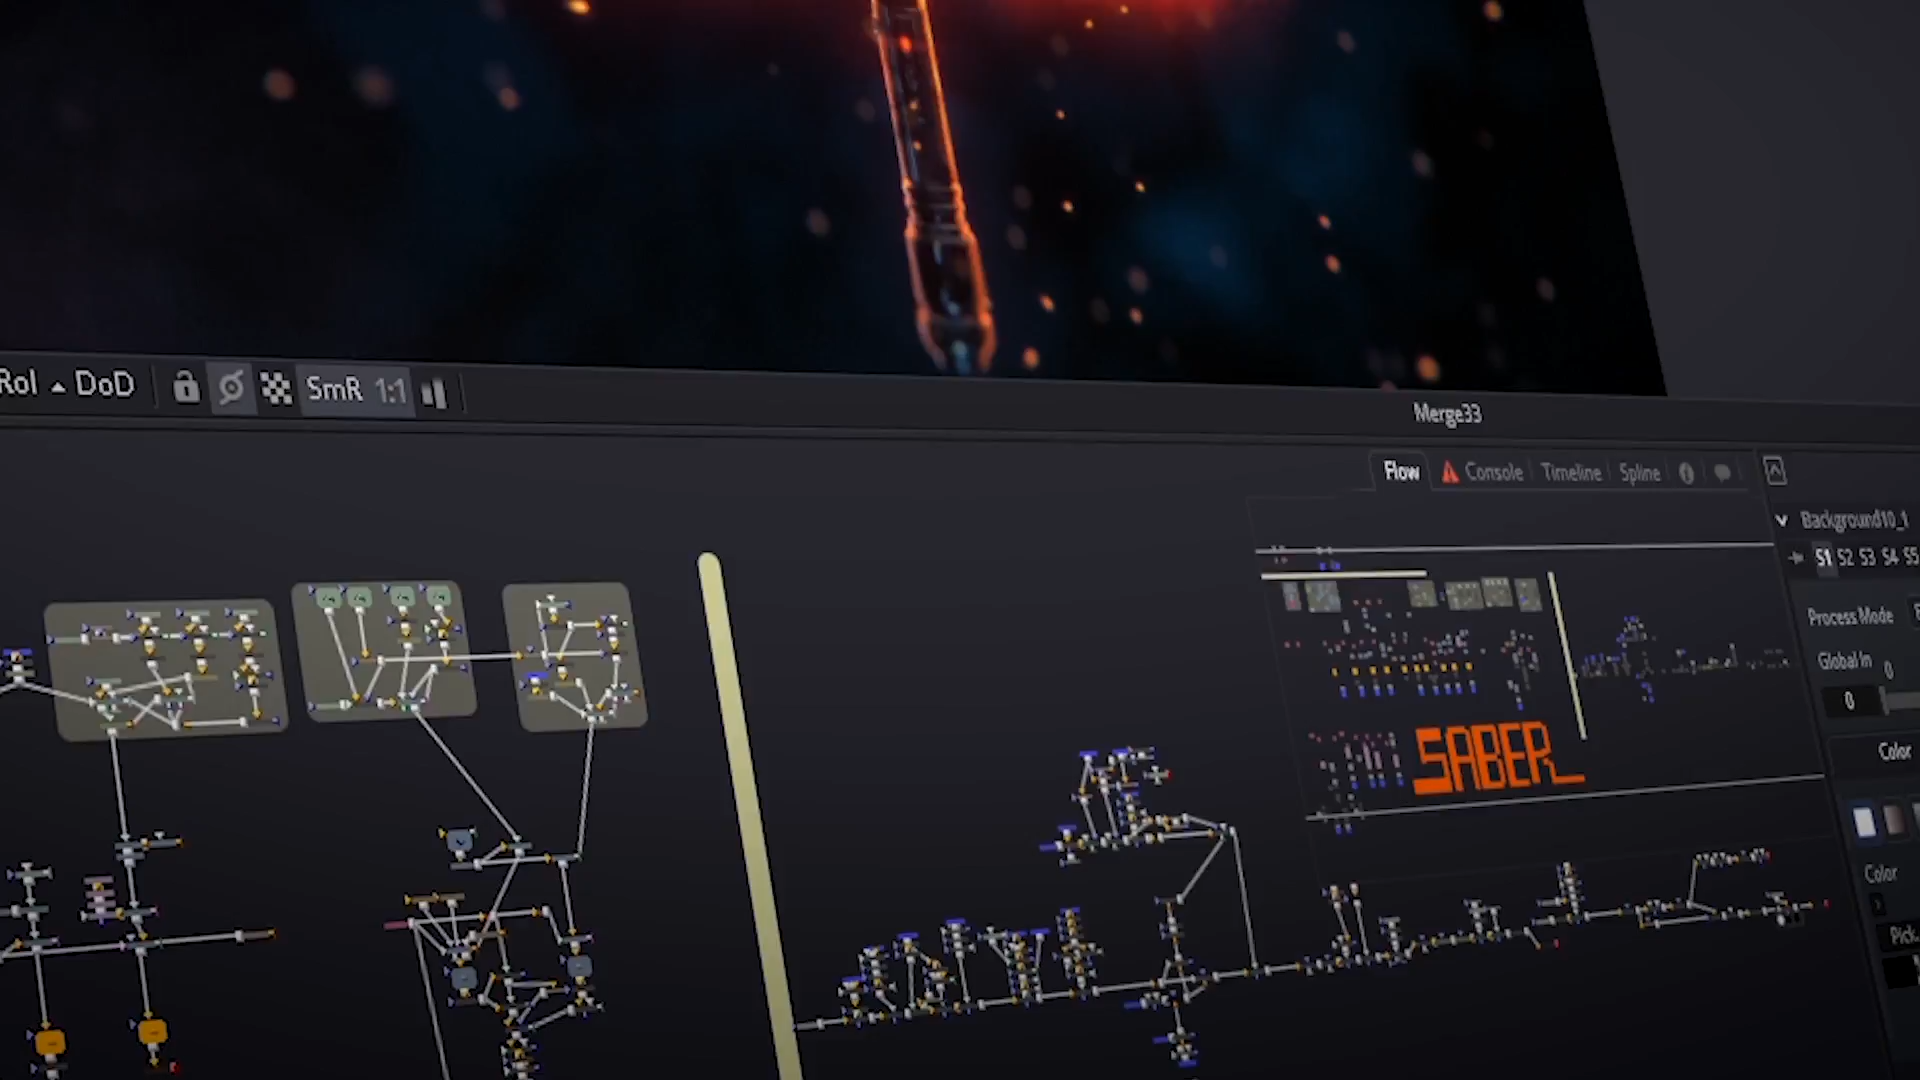 RoI DoD SmR 1:1
Merge33
Flow Console Timeline Spline
Background10_1
S1 S2 S3 S4 S5
Process Mode
Global In 0
0
SABER_
Color
Color
Pick